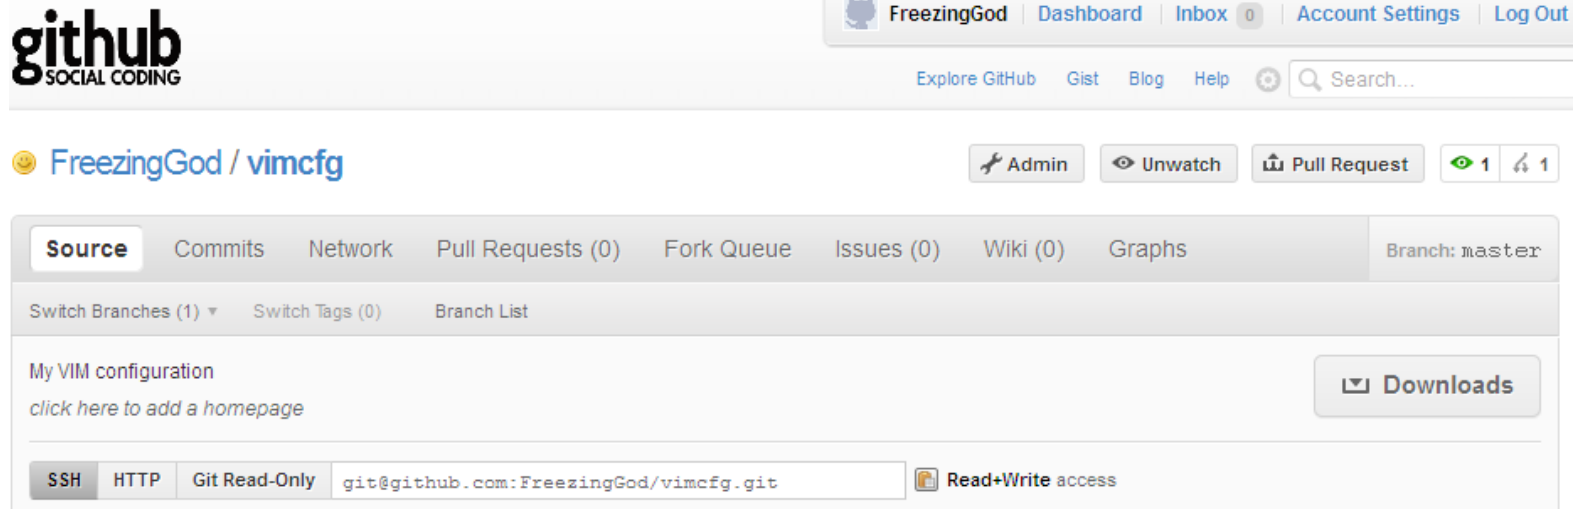 github
SOCIAL CODING
FreezingGod Dashboard Inbox 0 Account Settings Log Out
Explore GitHub Gist Blog Help Search...
FreezingGod / vimcfg
Admin Unwatch Pull Request 1 1
Source Commits Network Pull Requests (0) Fork Queue Issues (0) Wiki (0) Graphs Branch: master
Switch Branches (1) Switch Tags (0) Branch List
My VIM configuration
click here to add a homepage
Downloads
SSH HTTP Git Read-Only git@github.com:FreezingGod/vimcfg.git Read+Write access